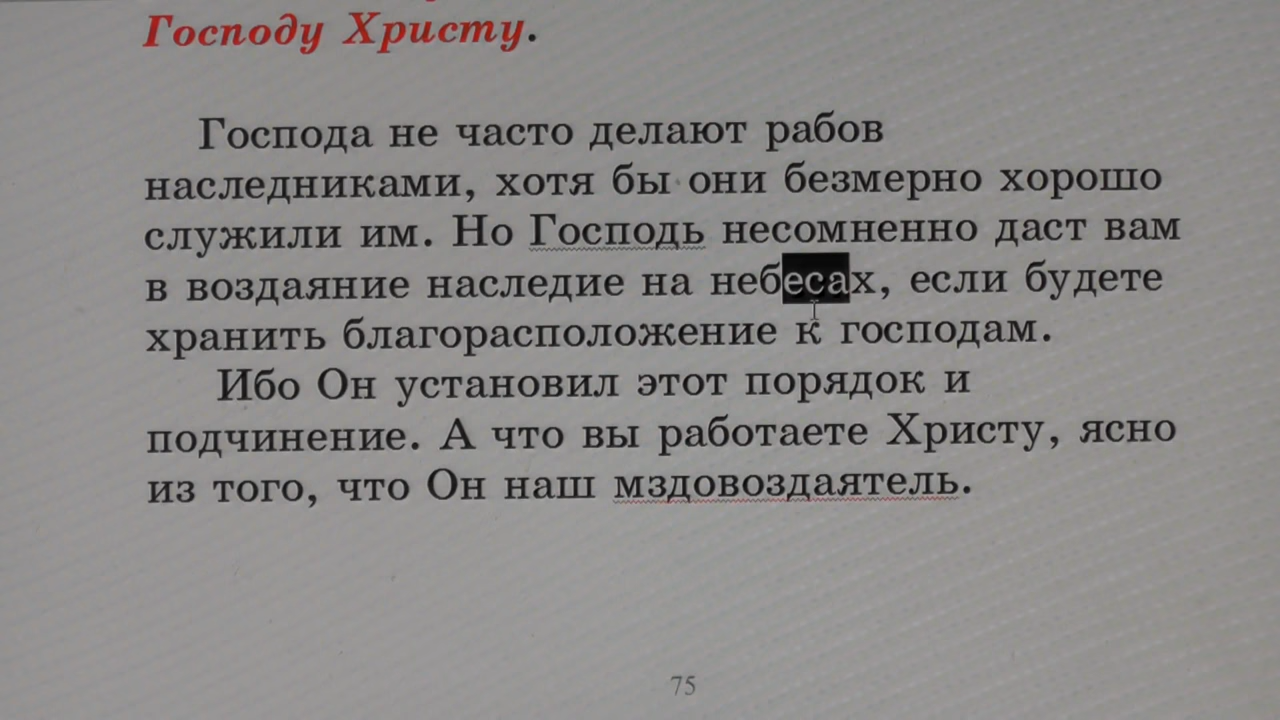 Господу Христу.
Господа не часто делают рабов
наследниками, хотя бы они безмерно хорошо
служили им. Но Господь несомненно даст вам
в воздаяние наследие на небесах, если будете
хранить благорасположение к господам.
Ибо Он установил этот порядок и
подчинение. А что вы работаете Христу, ясно
из того, что Он наш мздовоздаятель.
75